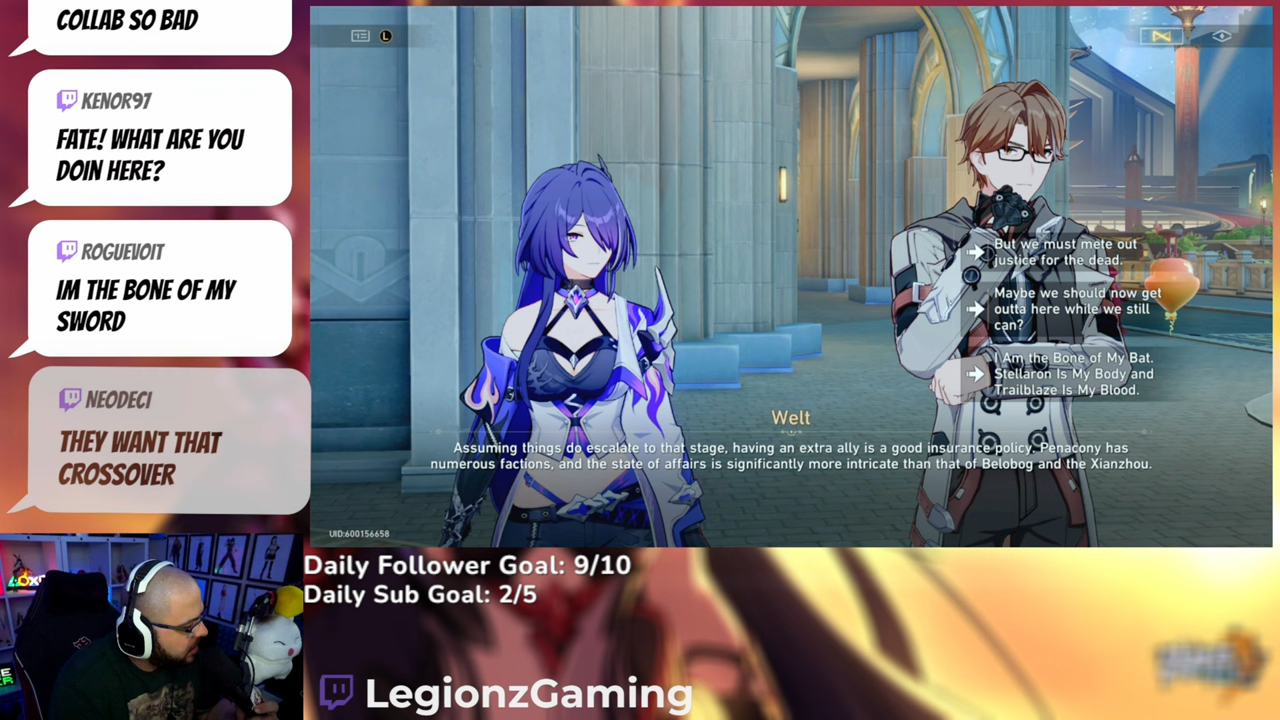 COLLAB SO BAD
KENOR97
FATE! WHAT ARE YOU
DOIN HERE?
ROGUEVOIT
IM THE BONE OF MY
SWORD
NEODECI
THEY WANT THAT
CROSSOVER
L
But we must mete out
justice for the dead.
Maybe we should now get
outta here while we still
can?
I Am the Bone of My Bat.
Stellaron Is My Body and
Trailblaze Is My Blood.
Welt
Assuming things do escalate to that stage, having an extra ally is a good insurance policy. Penacony has
numerous factions, and the state of affairs is significantly more intricate than that of Belobog and the Xianzhou.
UID:600156658
Daily Follower Goal: 9/10
Daily Sub Goal: 2/5
LegionzGaming